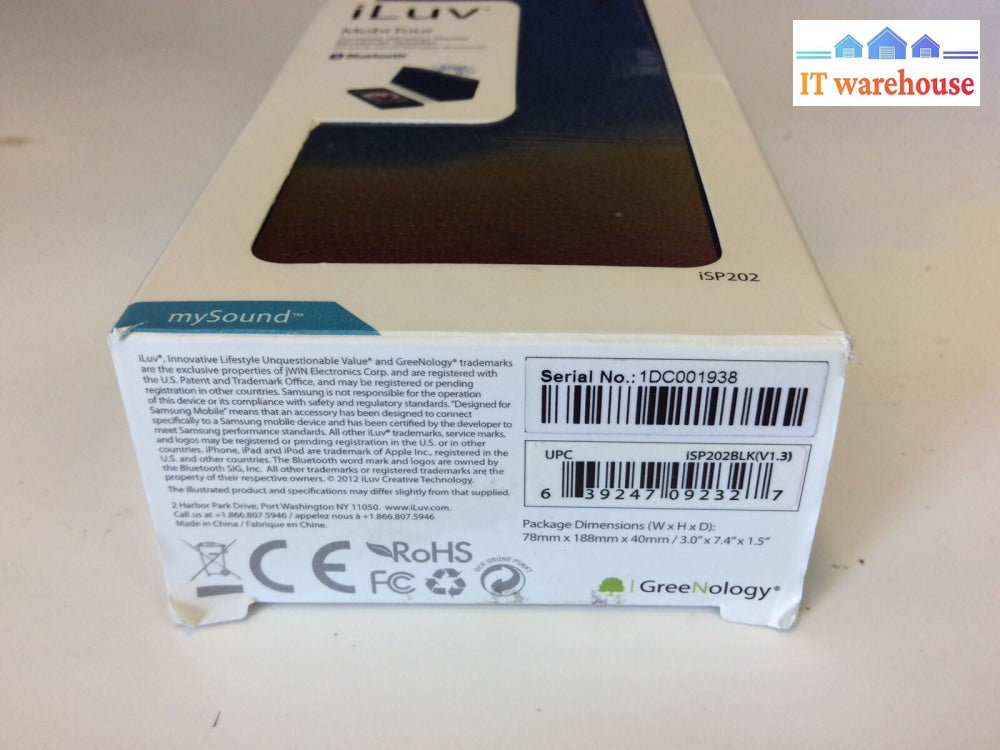 iLuv®
Mobi Tour
Bluetooth®
IT warehouse
iSP202
mySound™
iLuv®, Innovative Lifestyle Unquestionable Value® and GreeNology® trademarks
are the exclusive properties of jWIN Electronics Corp. and are registered with
the U.S. Patent and Trademark Office, and may be registered or pending
registration in other countries. Samsung is not responsible for the operation
of this device or its compliance with safety and regulatory standards. "Designed for
Samsung Mobile" means that an accessory has been designed to connect
specifically to a Samsung mobile device and has been certified by the developer to
meet Samsung performance standards. All other iLuv® trademarks, service marks,
and logos may be registered or pending registration in the U.S. or in other
countries. iPhone, iPad and iPod are trademark of Apple Inc., registered in the
U.S. and other countries. The Bluetooth word mark and logos are owned by
the Bluetooth SIG, Inc. All other trademarks or registered trademarks are the
property of their respective owners. © 2012 iLuv Creative Technology.
The illustrated product and specifications may differ slightly from that supplied.
2 Harbor Park Drive, Port Washington NY 11050. www.iLuv.com.
Call us at +1.866.807.5946 / appelez nous à +1.866.807.5946
Made in China / Fabrique en Chine.
Serial No.: 1DC001938
UPC iSP202BLK(V1.3)
6 39247 09232 7
Package Dimensions (W x H x D):
78mm x 188mm x 40mm / 3.0" x 7.4" x 1.5"
CE
RoHS
FC
DER GRÜNE PUNKT
GreeNology®